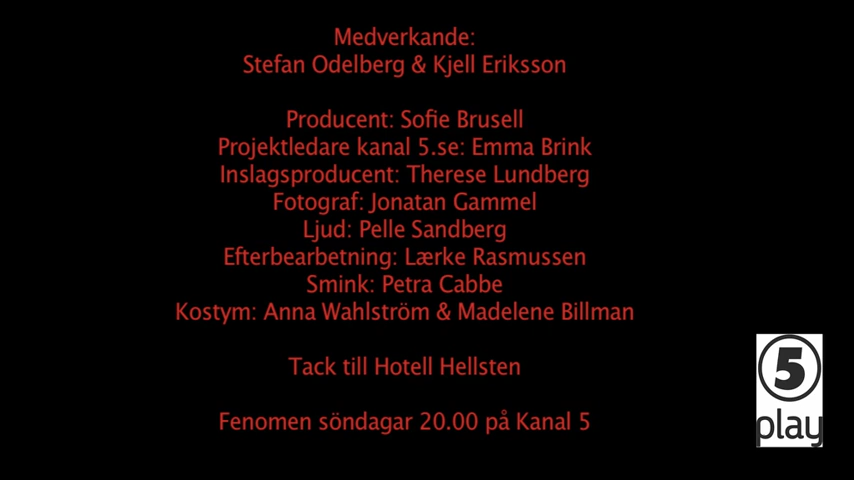 Medverkande:
Stefan Odelberg & Kjell Eriksson
Producent: Sofie Brusell
Projektledare kanal 5.se: Emma Brink
Inslagsproducent: Therese Lundberg
Fotograf: Jonatan Gammel
Ljud: Pelle Sandberg
Efterbearbetning: Lærke Rasmussen
Smink: Petra Cabbe
Kostym: Anna Wahlström & Madelene Billman
Tack till Hotell Hellsten
Fenomen söndagar 20.00 på Kanal 5
5
play